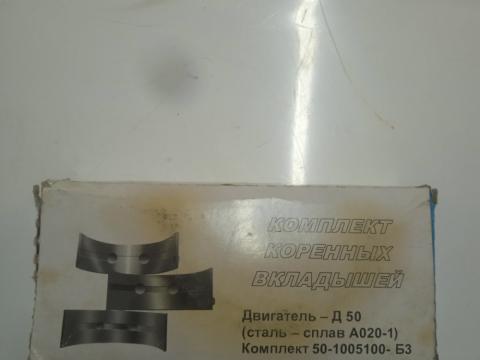 КОМПЛЕКТ
КОРЕННЫХ
ВКЛАДЫШЕЙ
Двигатель – Д 50
(сталь – сплав А020-1)
Комплект 50-1005100- Б3